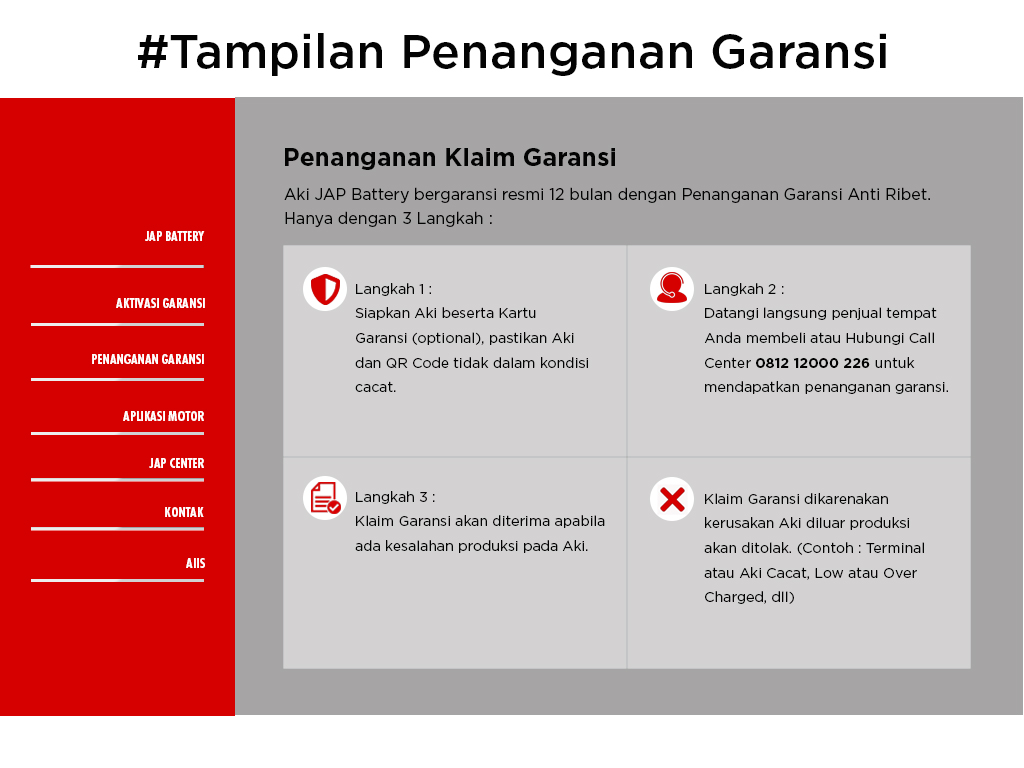 #Tampilan Penanganan Garansi
JAP BATTERY
AKTIVASI GARANSI
PENANGANAN GARANSI
APLIKASI MOTOR
JAP CENTER
KONTAK
AIIS
Penanganan Klaim Garansi
Aki JAP Battery bergaransi resmi 12 bulan dengan Penanganan Garansi Anti Ribet.
Hanya dengan 3 Langkah :
Langkah 1 :
Siapkan Aki beserta Kartu
Garansi (optional), pastikan Aki
dan QR Code tidak dalam kondisi
cacat.
Langkah 2 :
Datangi langsung penjual tempat
Anda membeli atau Hubungi Call
Center 0812 12000 226 untuk
mendapatkan penanganan garansi.
Langkah 3 :
Klaim Garansi akan diterima apabila
ada kesalahan produksi pada Aki.
Klaim Garansi dikarenakan
kerusakan Aki diluar produksi
akan ditolak. (Contoh : Terminal
atau Aki Cacat, Low atau Over
Charged, dll)